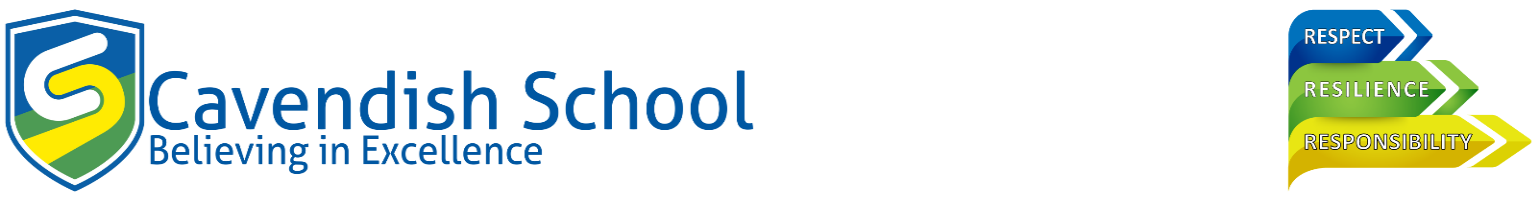 Cavendish School
Believing in Excellence
RESPECT
RESILIENCE
RESPONSIBILITY